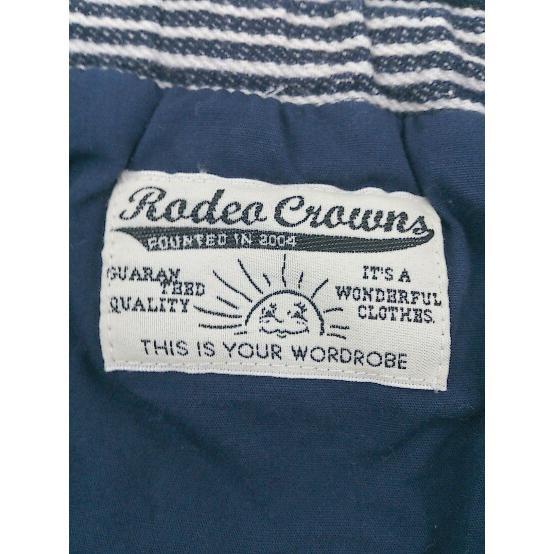 Rodeo Crowns
FOUNTED IN 2004
GUARAN
TEED
QUALITY
IT'S A
WONDERFUL
CLOTHES.
THIS IS YOUR WORDROBE